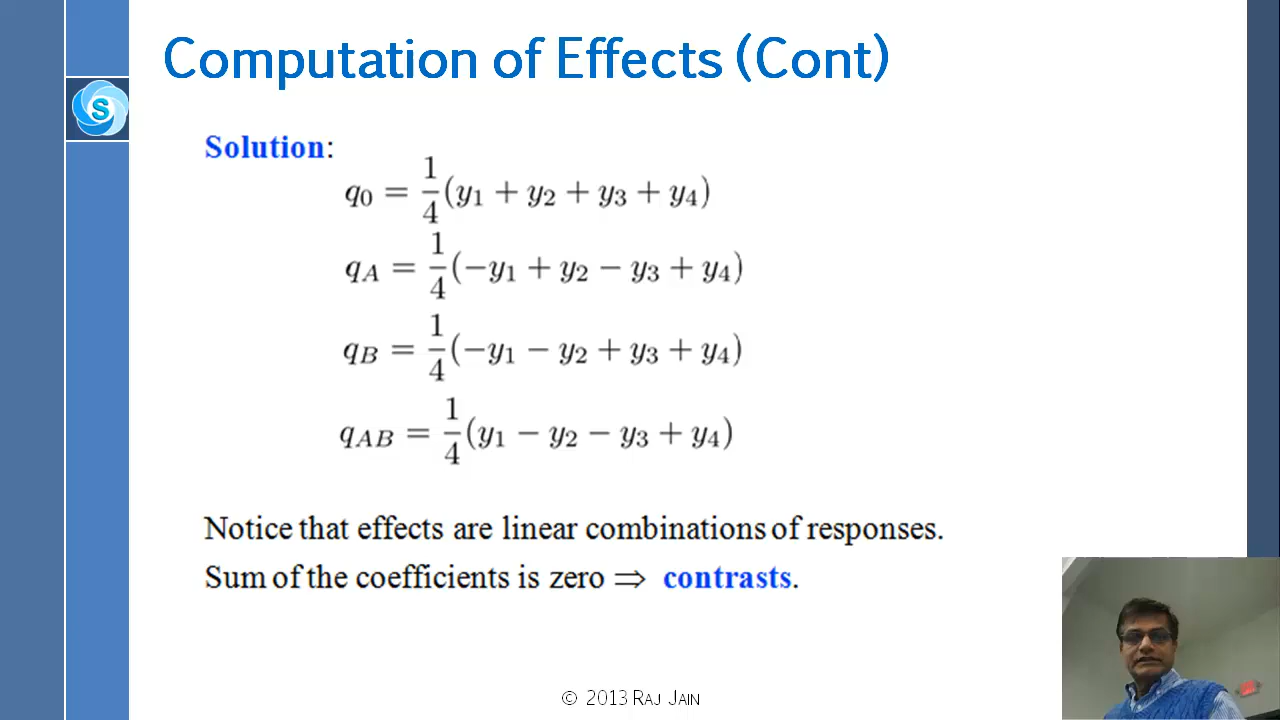 Computation of Effects (Cont)
S
Solution:
q0 = 1/4(y1 + y2 + y3 + y4)
qA = 1/4(−y1 + y2 − y3 + y4)
qB = 1/4(−y1 − y2 + y3 + y4)
qAB = 1/4(y1 − y2 − y3 + y4)
Notice that effects are linear combinations of responses.
Sum of the coefficients is zero ⇒ contrasts.
© 2013 RAJ JAIN